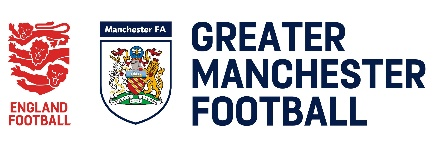 ENGLAND
FOOTBALL
Manchester FA
GREATER
MANCHESTER
FOOTBALL